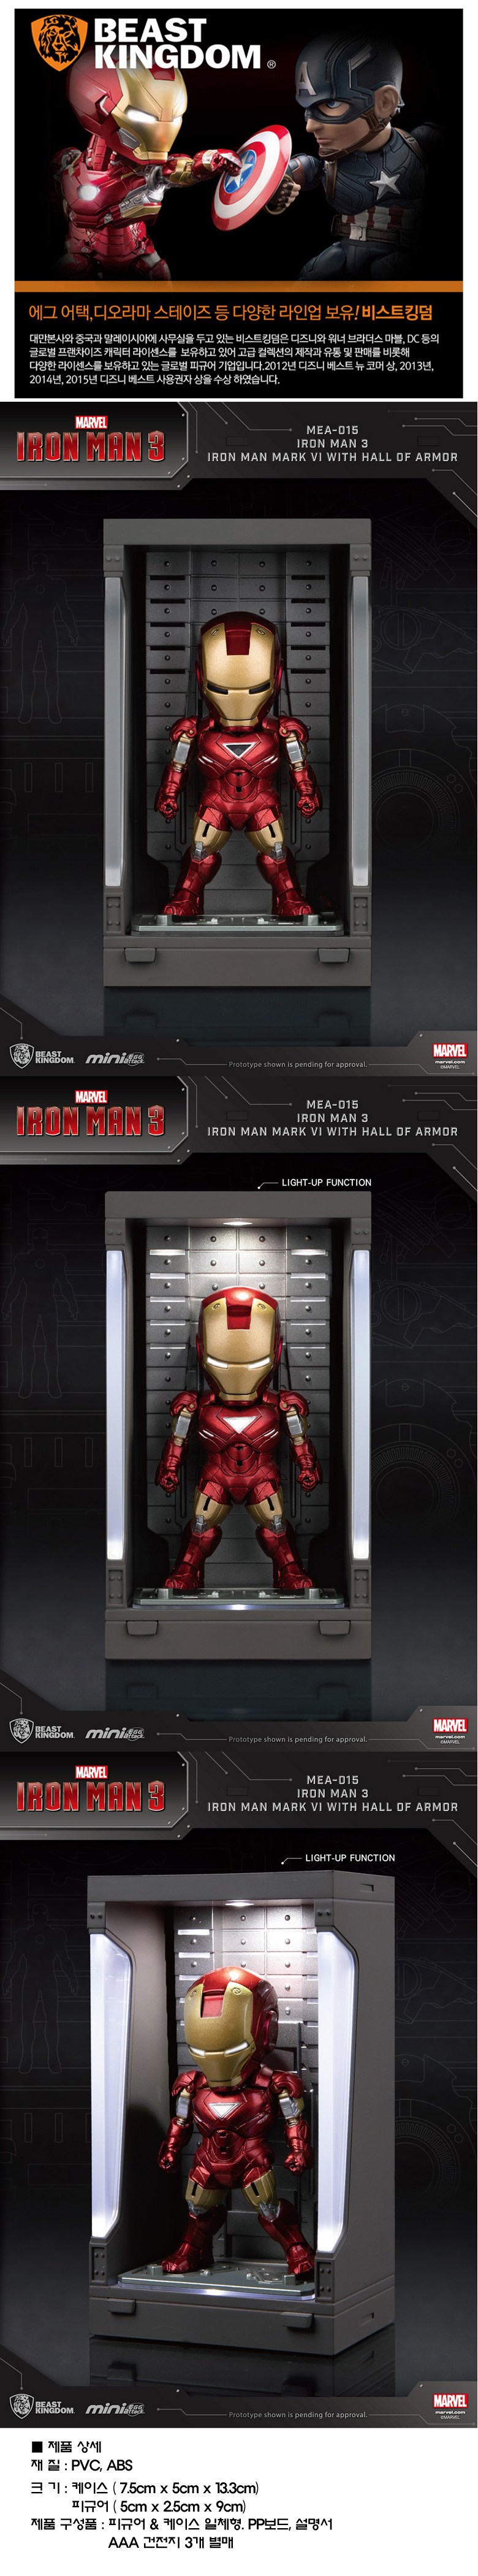 BEAST
KINGDOM ®
에그 어택,디오라마 스테이즈 등 다양한 라인업 보유! 비스트킹덤
대만본사와 중국과 말레이시아에 사무실을 두고 있는 비스트킹덤은 디즈니와 워너 브라더스 마블, DC 등의
글로벌 프랜차이즈 캐릭터 라이센스를 보유하고 있어 고급 컬렉션의 제작과 유통 및 판매를 비롯해
다양한 라이센스를 보유하고 있는 글로벌 피규어 기업입니다.2012년 디즈니 베스트 뉴 코머 상, 2013년,
2014년, 2015년 디즈니 베스트 사용권자 상을 수상 하였습니다.
MARVEL
IRON MAN 3
MEA-015
IRON MAN 3
IRON MAN MARK VI WITH HALL OF ARMOR
BEAST
KINGDOM
mini egg attack
Prototype shown is pending for approval.
MARVEL
marvel.com
©MARVEL
MARVEL
IRON MAN 3
MEA-015
IRON MAN 3
IRON MAN MARK VI WITH HALL OF ARMOR
LIGHT-UP FUNCTION
BEAST
KINGDOM
mini egg attack
Prototype shown is pending for approval.
MARVEL
marvel.com
©MARVEL
MARVEL
IRON MAN 3
MEA-015
IRON MAN 3
IRON MAN MARK VI WITH HALL OF ARMOR
LIGHT-UP FUNCTION
BEAST
KINGDOM
mini egg attack
Prototype shown is pending for approval.
MARVEL
marvel.com
©MARVEL
■ 제품 상세
재 질 : PVC, ABS
크 기 : 케이스 ( 7.5cm x 5cm x 13.3cm)
피규어 ( 5cm x 2.5cm x 9cm)
제품 구성품 : 피규어 & 케이스 일체형. PP보드, 설명서
AAA 건전지 3개 별매